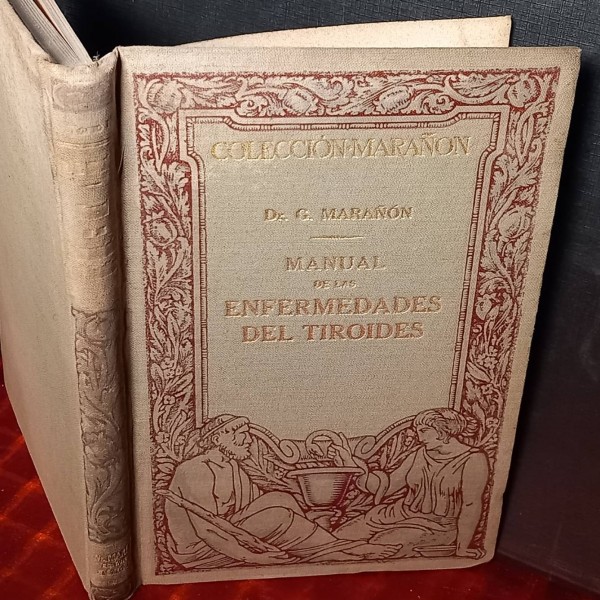 COLECCIÓN·MARAÑON
DR. G. MARAÑÓN
MANUAL
DE LAS
ENFERMEDADES
DEL TIROIDES